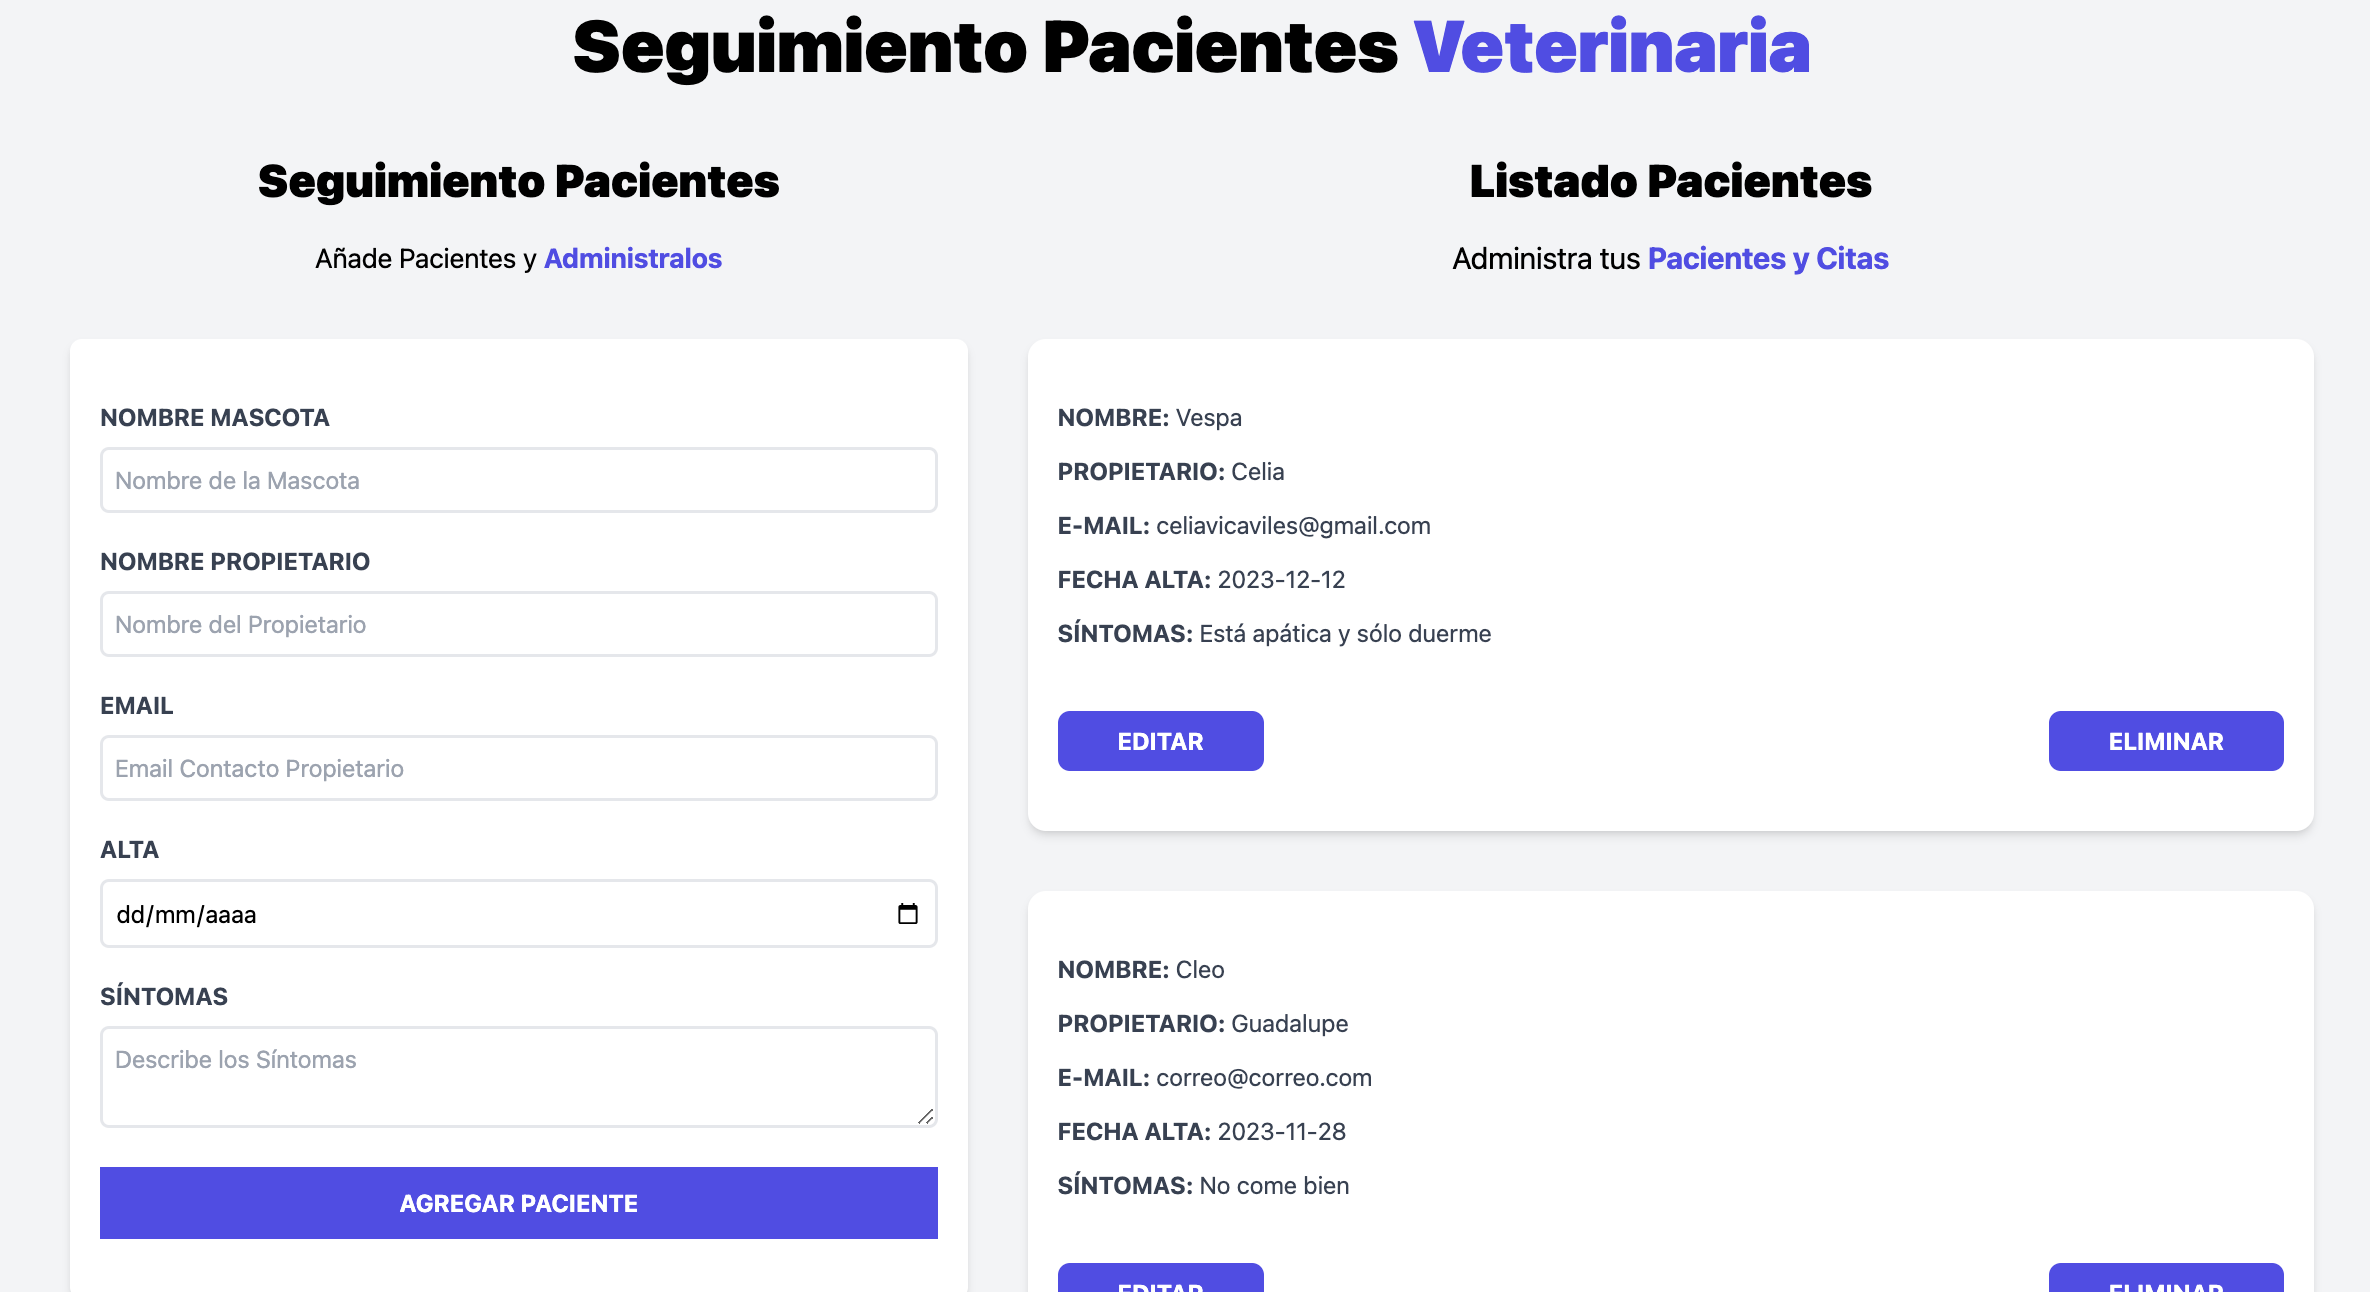 Seguimiento Pacientes Veterinaria
Seguimiento Pacientes
Añade Pacientes y Administralos
NOMBRE MASCOTA
Nombre de la Mascota
NOMBRE PROPIETARIO
Nombre del Propietario
EMAIL
Email Contacto Propietario
ALTA
dd/mm/aaaa
SÍNTOMAS
Describe los Síntomas
AGREGAR PACIENTE
Listado Pacientes
Administra tus Pacientes y Citas
NOMBRE: Vespa
PROPIETARIO: Celia
E-MAIL: celiavicaviles@gmail.com
FECHA ALTA: 2023-12-12
SÍNTOMAS: Está apática y sólo duerme
EDITAR
ELIMINAR
NOMBRE: Cleo
PROPIETARIO: Guadalupe
E-MAIL: correo@correo.com
FECHA ALTA: 2023-11-28
SÍNTOMAS: No come bien
EDITAR
ELIMINAR